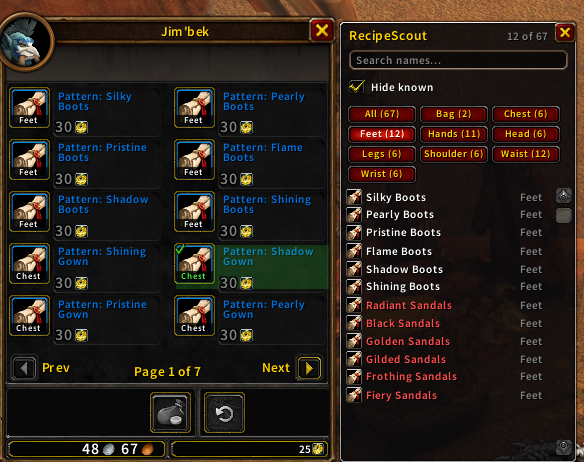 Jim'bek
Pattern: Silky
Boots
Feet
30
Pattern: Pearly
Boots
Feet
30
Pattern: Pristine
Boots
Feet
30
Pattern: Flame
Boots
Feet
30
Pattern: Shadow
Boots
Feet
30
Pattern: Shining
Boots
Feet
30
Pattern: Shining
Gown
Chest
30
Pattern: Shadow
Gown
Chest
30
Pattern: Pristine
Gown
Chest
30
Pattern: Pearly
Gown
Chest
30
Prev
Page 1 of 7
Next
48 67
25
RecipeScout 12 of 67
Search names...
Hide known
All (67) Bag (2) Chest (6)
Feet (12) Hands (11) Head (6)
Legs (6) Shoulder (6) Waist (12)
Wrist (6)
Silky Boots Feet
Pearly Boots Feet
Pristine Boots Feet
Flame Boots Feet
Shadow Boots Feet
Shining Boots Feet
Radiant Sandals Feet
Black Sandals Feet
Golden Sandals Feet
Gilded Sandals Feet
Frothing Sandals Feet
Fiery Sandals Feet